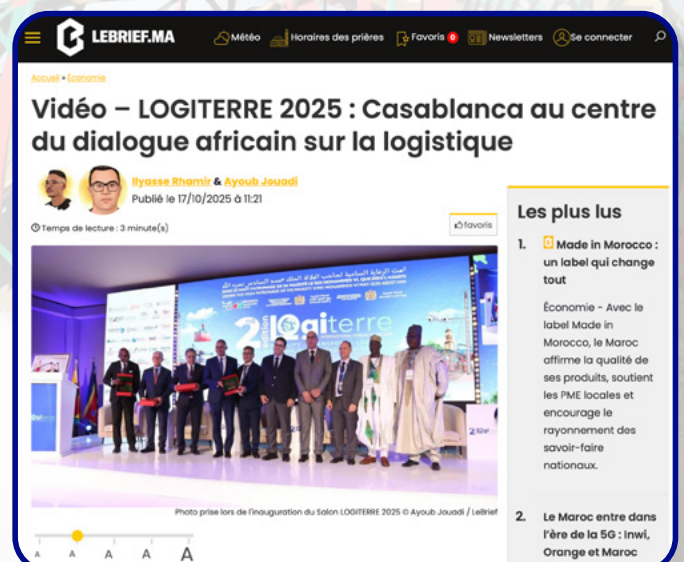 LEBRIEF.MA
Météo
Horaires des prières
Favoris 0
Newsletters
Se connecter
Accueil • Économie
Vidéo – LOGITERRE 2025 : Casablanca au centre
du dialogue africain sur la logistique
Ilyasse Rhamir & Ayoub Jouadi
Publié le 17/10/2025 à 11:21
Temps de lecture : 3 minute(s)
favoris
2
logiterre
Photo prise lors de l'inauguration du Salon LOGITERRE 2025 © Ayoub Jouadi / LeBrief
A A A A A
Les plus lus
1. Made in Morocco :
un label qui change
tout
Économie - Avec le
label Made in
Morocco, le Maroc
affirme la qualité de
ses produits, soutient
les PME locales et
encourage le
rayonnement des
savoir-faire
nationaux.
2. Le Maroc entre dans
l'ère de la 5G : Inwi,
Orange et Maroc